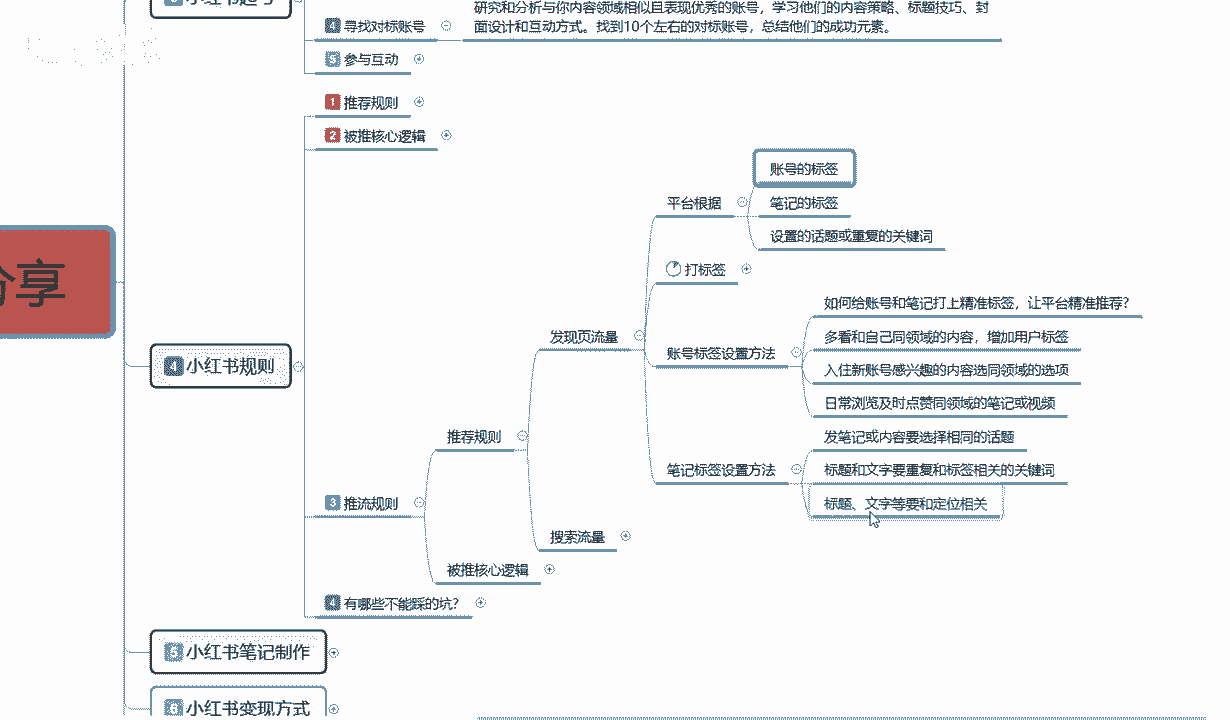 研究和分析与你内容领域相似且表现优秀的账号，学习他们的内容策略、标题技巧、封
4 寻找对标账号
面设计和互动方式。找到10个左右的对标账号，总结他们的成功元素。
5 参与互动
1 推荐规则
2 被推核心逻辑
账号的标签
平台根据
笔记的标签
设置的话题或重复的关键词
打标签
享
如何给账号和笔记打上精准标签，让平台精准推荐？
发现页流量
多看和自己同领域的内容，增加用户标签
账号标签设置方法
4 小红书规则
入住新账号感兴趣的内容选同领域的选项
日常浏览及时点赞同领域的笔记或视频
推荐规则
发笔记或内容要选择相同的话题
笔记标签设置方法
标题和文字要重复和标签相关的关键词
3 推流规则
标题、文字等要和定位相关
搜索流量
被推核心逻辑
4 有哪些不能踩的坑？
5 小红书笔记制作
6 小红书变现方式